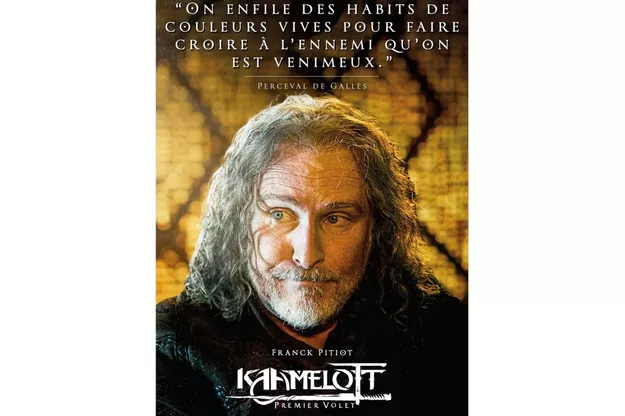 “On enfile des habits de
couleurs vives pour faire
croire à l’ennemi qu’on
est venimeux.”
Perceval de Galles
Franck Pitiot
KAAMELOTT
Premier Volet